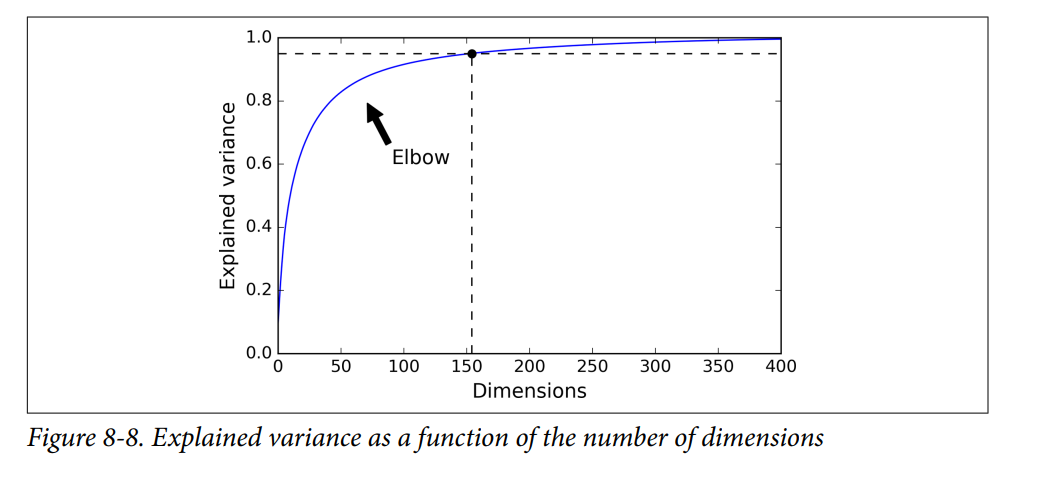 1.0
0.8
0.6
0.4
0.2
0.0
Explained variance
Elbow
0 50 100 150 200 250 300 350 400
Dimensions
Figure 8-8. Explained variance as a function of the number of dimensions